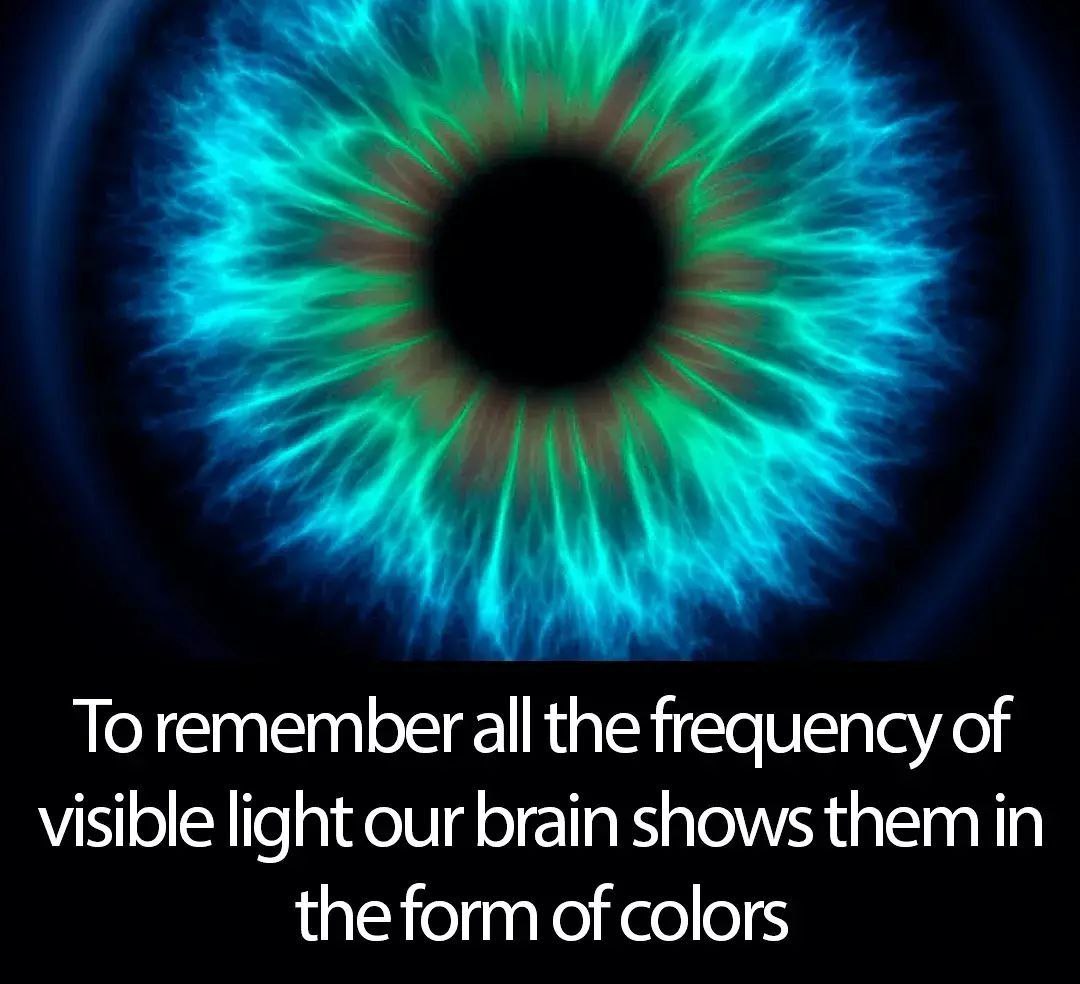 To remember all the frequency of
visible light our brain shows them in
the form of colors